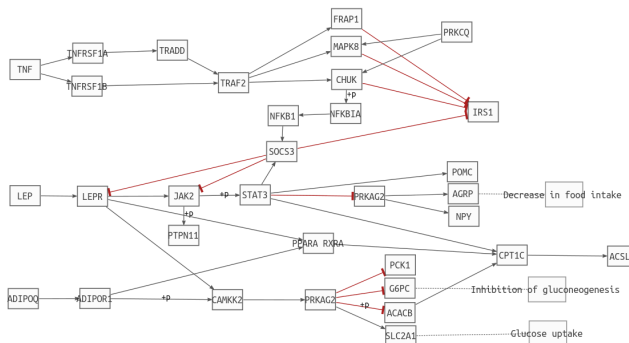 FRAP1
PRKCQ
TNFRSF1A
TRADD
MAPK8
TNF
TNFRSF1B
TRAF2
CHUK
+p
NFKB1
NFKBIA
IRS1
SOCS3
POMC
LEP
LEPR
JAK2
+p
STAT3
PRKAG2
AGRP
Decrease in food intake
+p
NPY
PTPN11
PPARA RXRA
CPT1C
ACSL
PCK1
G6PC
Inhibition of gluconeogenesis
ADIPOQ
ADIPOR1
+p
CAMKK2
PRKAG2
+p
ACACB
SLC2A1
Glucose uptake